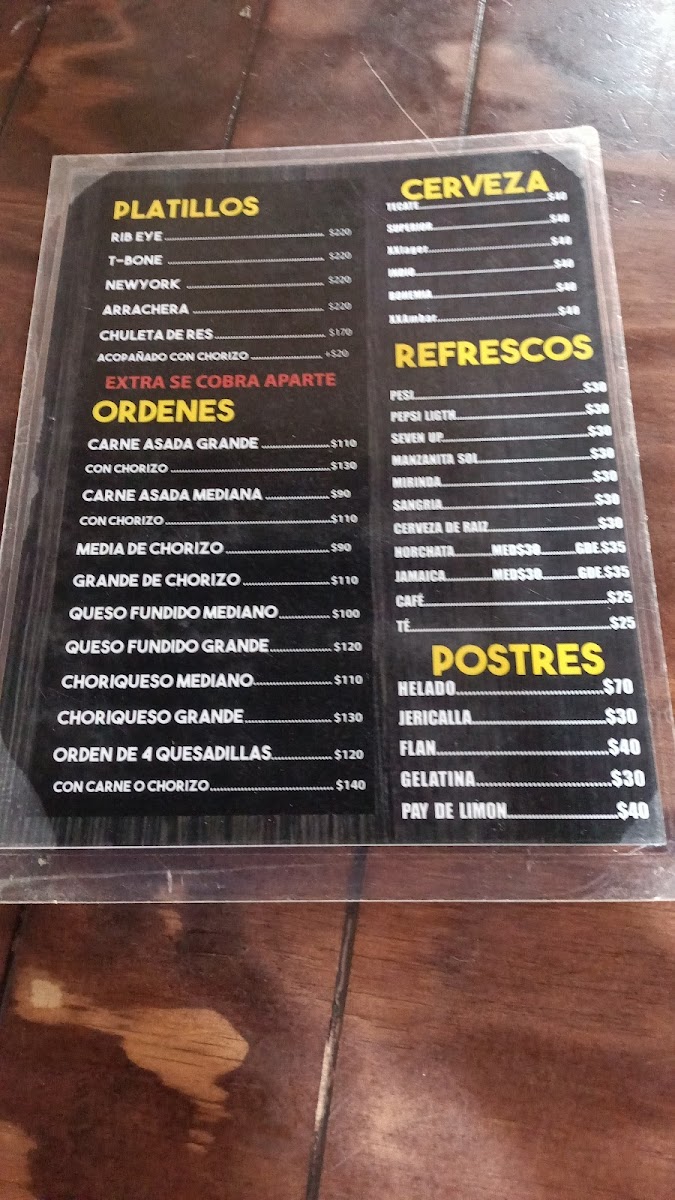 PLATILLOS
RIB EYE $220
T-BONE $220
NEWYORK $220
ARRACHERA $220
CHULETA DE RES $170
ACOPAÑADO CON CHORIZO +$20
EXTRA SE COBRA APARTE
ORDENES
CARNE ASADA GRANDE $110
CON CHORIZO $130
CARNE ASADA MEDIANA $90
CON CHORIZO $110
MEDIA DE CHORIZO $90
GRANDE DE CHORIZO $110
QUESO FUNDIDO MEDIANO $100
QUESO FUNDIDO GRANDE $120
CHORIQUESO MEDIANO $110
CHORIQUESO GRANDE $130
ORDEN DE 4 QUESADILLAS $120
CON CARNE O CHORIZO $140
CERVEZA
TECATE $40
SUPERIOR $40
XXlager $40
INDIO $40
BOHEMIA $40
XXAmbar $40
REFRESCOS
PESI $30
PEPSI LIGTH $30
SEVEN UP $30
MANZANITA SOL $30
MIRINDA $30
SANGRIA $30
CERVEZA DE RAIZ $30
HORCHATA MED$30 GDE.$35
JAMAICA MED$30 GDE.$35
CAFÉ $25
TÉ $25
POSTRES
HELADO $70
JERICALLA $30
FLAN $40
GELATINA $30
PAY DE LIMON $40